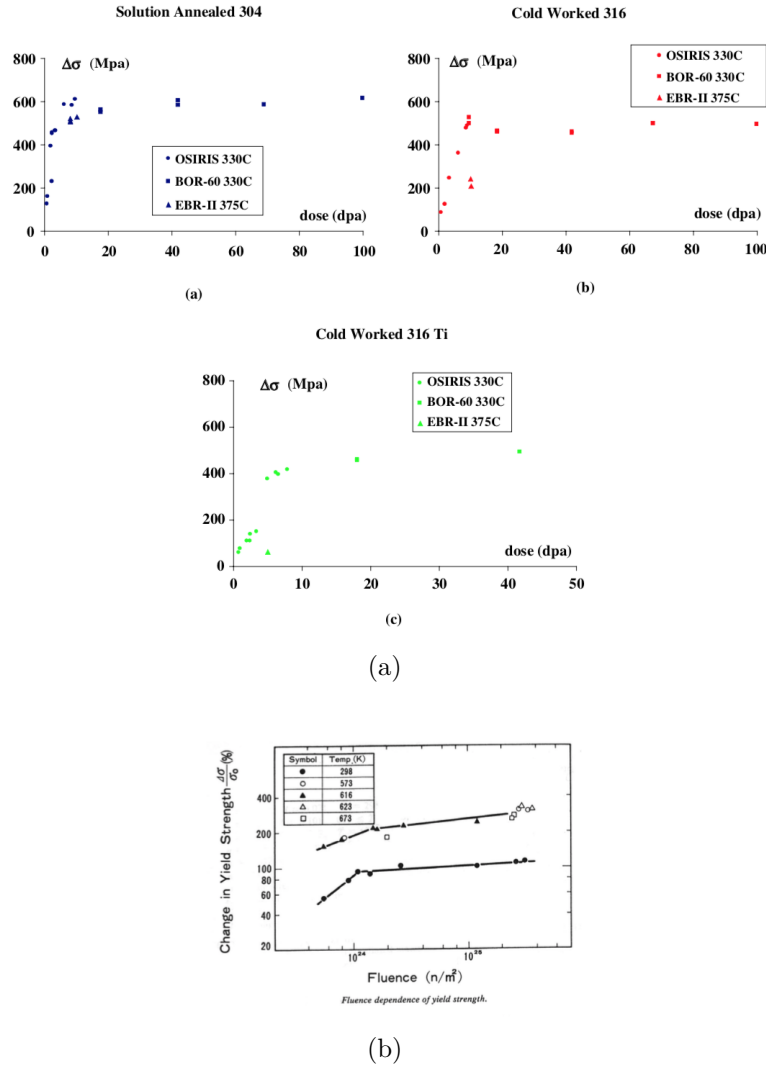 Solution Annealed 304
800
Δσ (Mpa)
600
400
200
0
0 20 40 60 80 100
OSIRIS 330C
BOR-60 330C
EBR-II 375C
dose (dpa)
(a)
Cold Worked 316
800
Δσ (Mpa)
600
400
200
0
0 20 40 60 80 100
OSIRIS 330C
BOR-60 330C
EBR-II 375C
dose (dpa)
(b)
Cold Worked 316 Ti
800
Δσ (Mpa)
600
400
200
0
0 10 20 30 40 50
OSIRIS 330C
BOR-60 330C
EBR-II 375C
dose (dpa)
(c)
(a)
Change in Yield Strength Δσ/σ₀ (%)
400
200
100
80
60
40
20
Symbol Temp. (K)
298
573
616
623
673
10²⁴ 10²⁵
Fluence (n/m²)
Fluence dependence of yield strength.
(b)